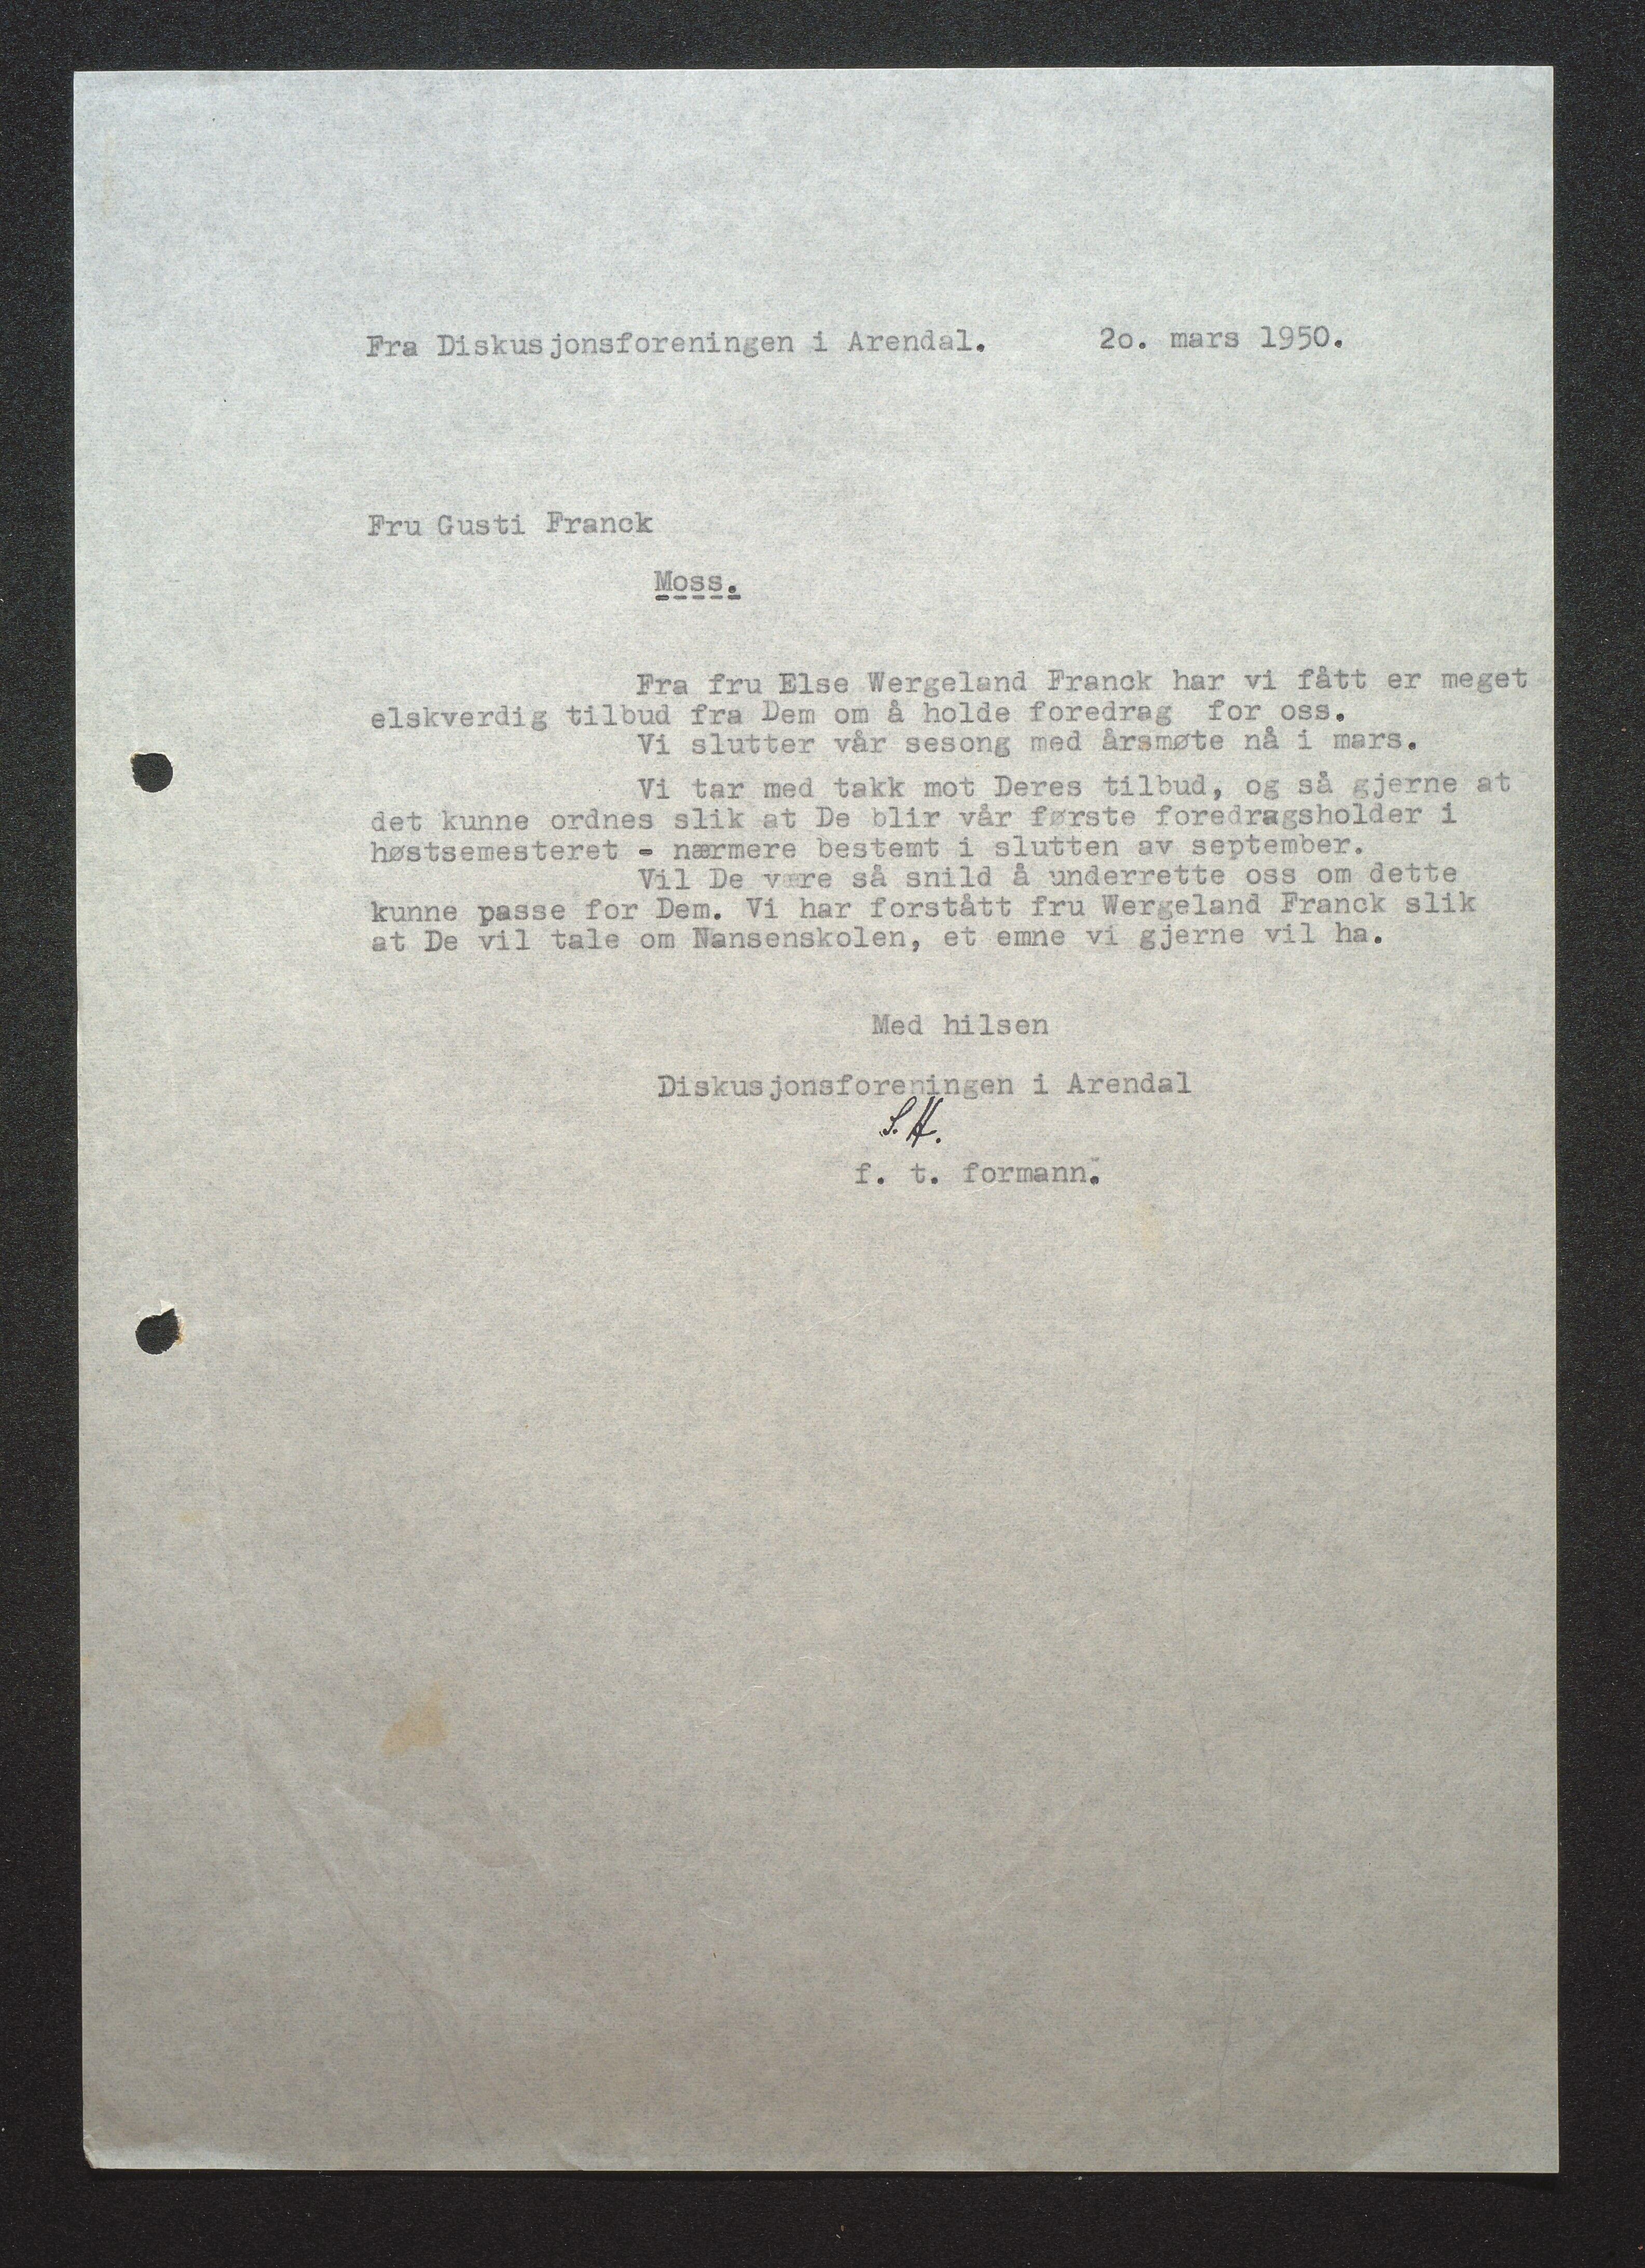 Fra Diskusjonsforeningen i Arendal. 2o. mars 1950.
Fru Gusti Franck
Moss.
Fra fru Else Wergeland Franck har vi fått er meget
elskverdig tilbud fra Dem om å holde foredrag for oss.
Vi slutter vår sesong med årsmøte nå i mars.
Vi tar med takk mot Deres tilbud, og så gjerne at
det kunne ordnes slik at De blir vår første foredragsholder i
høstsemesteret - nærmere bestemt i slutten av september.
Vil De være så snild å underrette oss om dette
kunne passe for Dem. Vi har forstått fru Wergeland Franck slik
at De vil tale om Nansenskolen, et emne vi gjerne vil ha.
Med hilsen
Diskusjonsforeningen i Arendal
S. H.
f. t. formann.